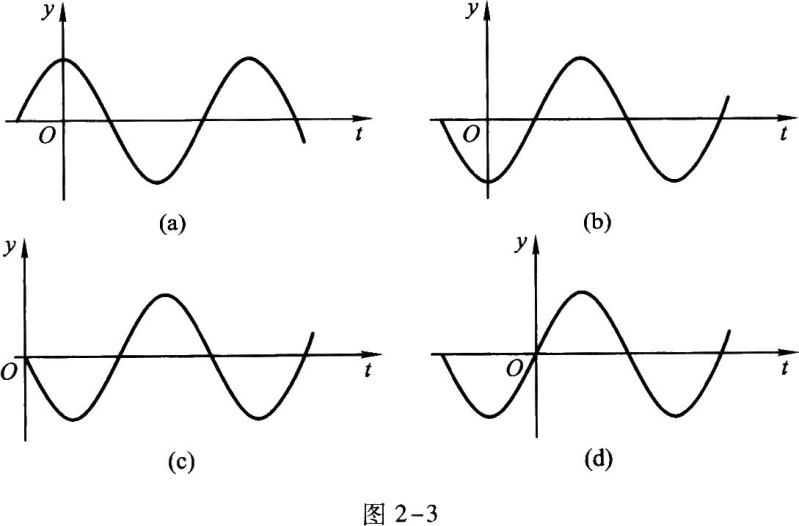 y y
O t O t
(a) (b)
y y
O t O t
(c) (d)
图 2-3